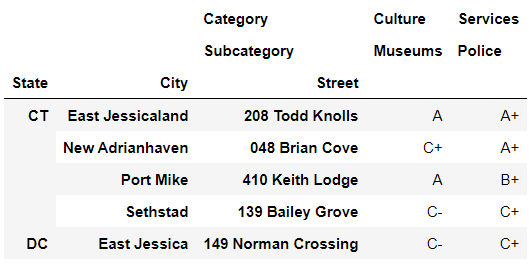 Category Culture Services
Subcategory Museums Police
State City Street
CT East Jessicaland 208 Todd Knolls A A+
New Adrianhaven 048 Brian Cove C+ A+
Port Mike 410 Keith Lodge A B+
Sethstad 139 Bailey Grove C- C+
DC East Jessica 149 Norman Crossing C- C+